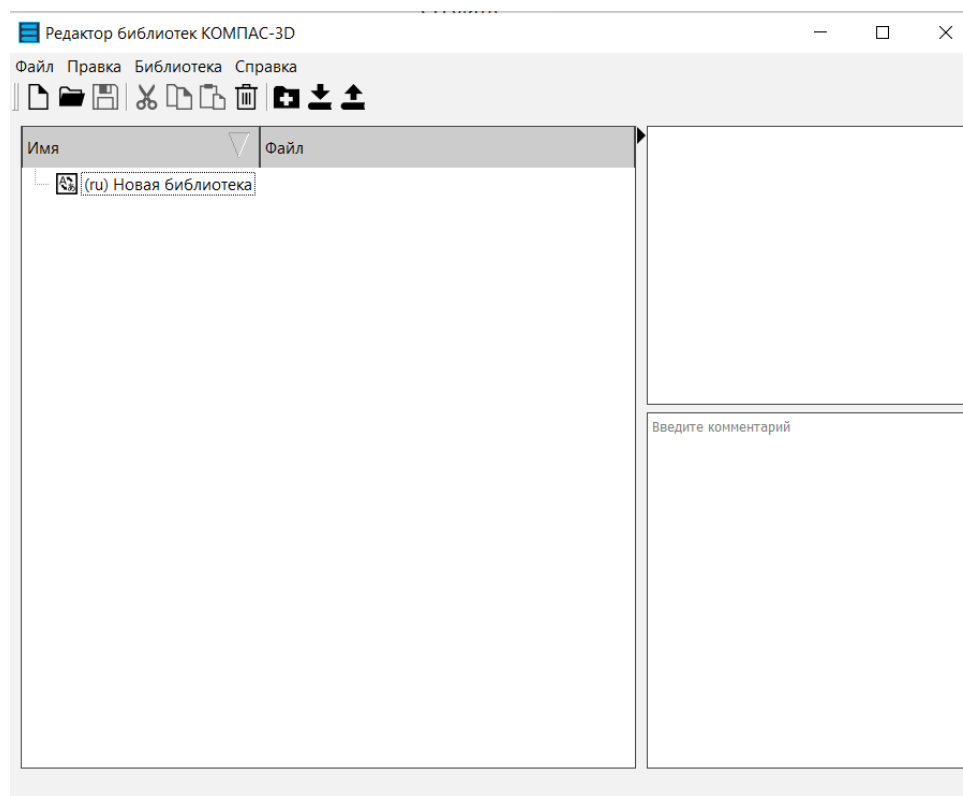 Редактор библиотек КОМПАС-3D
Файл Правка Библиотека Справка
Имя Файл
(ru) Новая библиотека
Введите комментарий